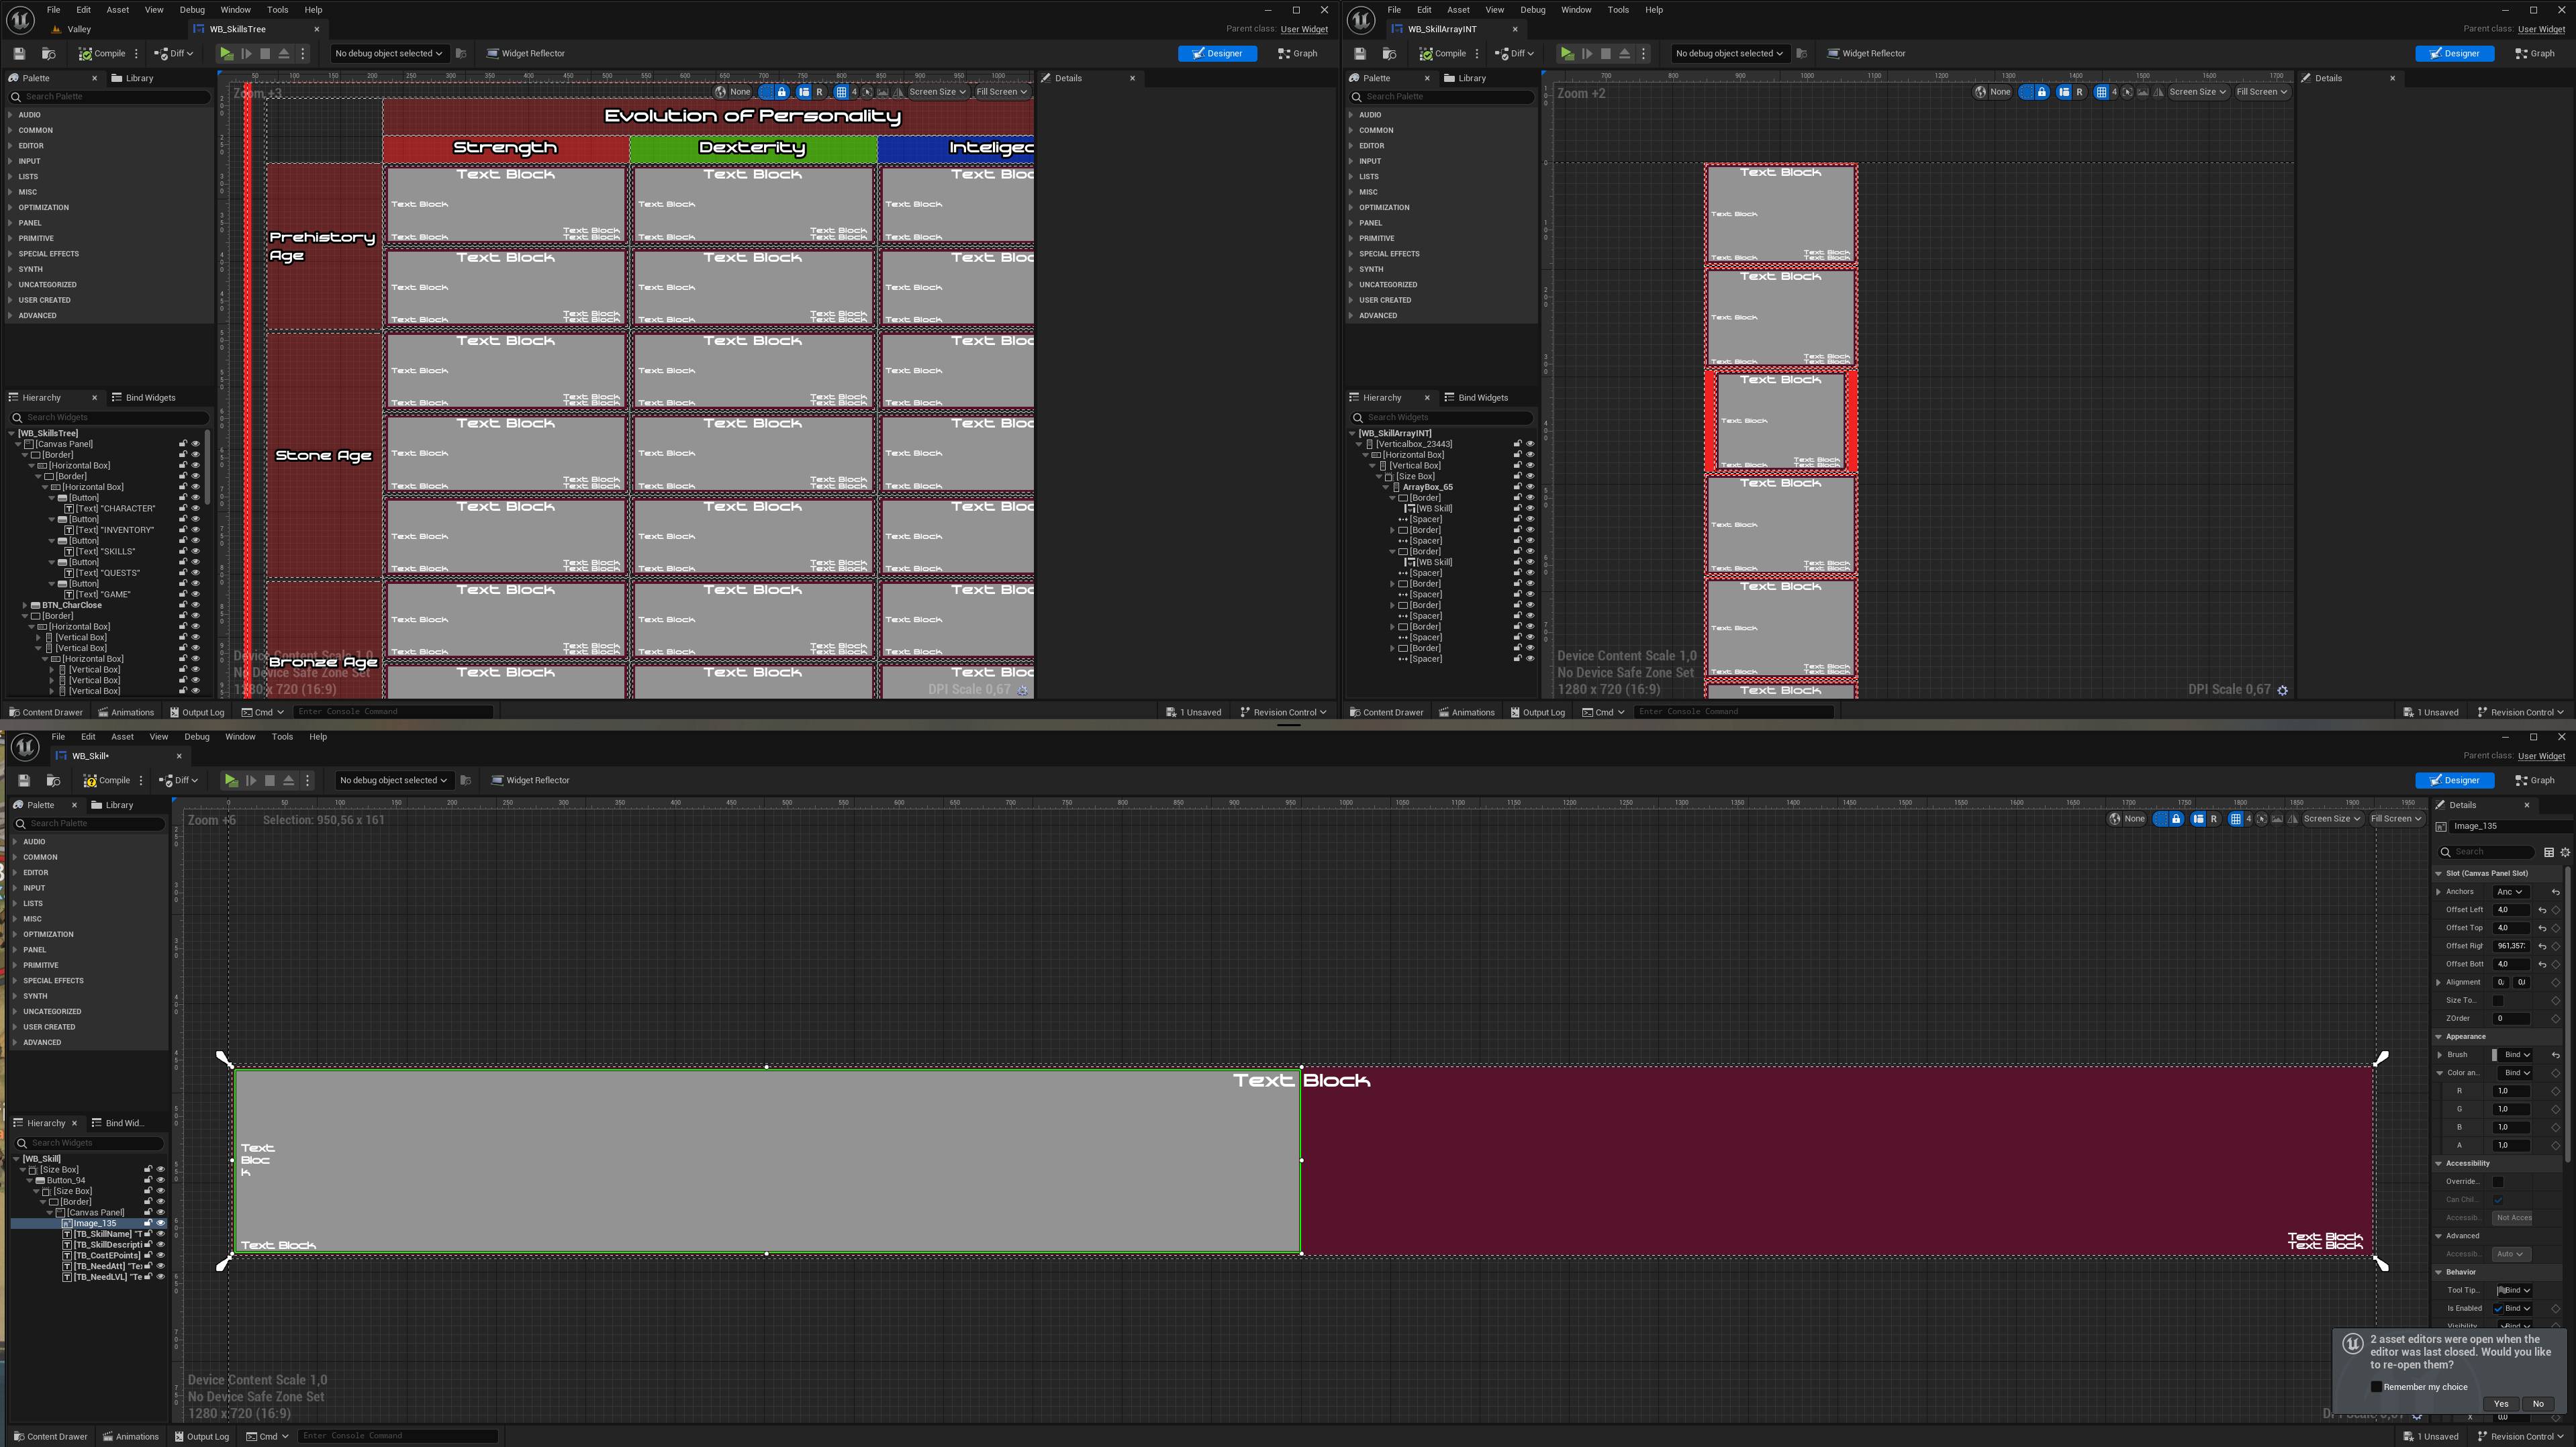 File Edit Asset View Debug Window Tools Help
Valley
WB_SkillsTree
Parent class: User Widget
Compile Diff No debug object selected Widget Reflector Designer Graph
Palette Library
Search Palette
AUDIO
COMMON
EDITOR
INPUT
LISTS
MISC
OPTIMIZATION
PANEL
PRIMITIVE
SPECIAL EFFECTS
SYNTH
UNCATEGORIZED
USER CREATED
ADVANCED
Hierarchy Bind Widgets
Search Widgets
[WB_SkillsTree]
[Canvas Panel]
[Border]
[Horizontal Box]
[Border]
[Horizontal Box]
[Button]
[Text] "CHARACTER"
[Button]
[Text] "INVENTORY"
[Button]
[Text] "SKILLS"
[Button]
[Text] "QUESTS"
[Button]
[Text] "GAME"
BTN_CharClose
[Border]
[Horizontal Box]
[Vertical Box]
[Vertical Box]
[Horizontal Box]
[Vertical Box]
[Vertical Box]
Zoom +3
None R 4 Screen Size Fill Screen
Evolution of Personality
Strength Dexterity Inteligec
Prehistory
Age
Stone Age
Bronze Age
Text Block
Text Block
Text Block
Text Block
Text Block
Device Content Scale 1,0
No Device Safe Zone Set
1280 x 720 (16:9)
DPI Scale 0,67
Details
Content Drawer Animations Output Log Cmd Enter Console Command 1 Unsaved Revision Control
File Edit Asset View Debug Window Tools Help
WB_SkillArrayINT
Parent class: User Widget
Compile Diff No debug object selected Widget Reflector Designer Graph
Palette Library
Search Palette
AUDIO
COMMON
EDITOR
INPUT
LISTS
MISC
OPTIMIZATION
PANEL
PRIMITIVE
SPECIAL EFFECTS
SYNTH
UNCATEGORIZED
USER CREATED
ADVANCED
Hierarchy Bind Widgets
Search Widgets
[WB_SkillArrayINT]
[Verticalbox_23443]
[Horizontal Box]
[Vertical Box]
[Size Box]
ArrayBox_65
[Border]
[WB Skill]
[Spacer]
[Border]
[Spacer]
[Border]
[WB Skill]
[Spacer]
[Border]
[Spacer]
[Border]
[Spacer]
[Border]
[Spacer]
[Border]
[Spacer]
Zoom +2
None R 4 Screen Size Fill Screen
Text Block
Text Block
Text Block
Text Block
Text Block
Device Content Scale 1,0
No Device Safe Zone Set
1280 x 720 (16:9)
DPI Scale 0,67
Details
Content Drawer Animations Output Log Cmd Enter Console Command 1 Unsaved Revision Control
File Edit Asset View Debug Window Tools Help
WB_Skill*
Parent class: User Widget
Compile Diff No debug object selected Widget Reflector Designer Graph
Palette Library
Search Palette
AUDIO
COMMON
EDITOR
INPUT
LISTS
MISC
OPTIMIZATION
PANEL
PRIMITIVE
SPECIAL EFFECTS
SYNTH
UNCATEGORIZED
USER CREATED
ADVANCED
Hierarchy Bind Wid...
Search Widgets
[WB_Skill]
[Size Box]
Button_94
[Size Box]
[Border]
[Canvas Panel]
Image_135
[TB_SkillName] "T
[TB_SkillDescripti
[TB_CostEPoints]
[TB_NeedAtt] "Te
[TB_NeedLVL] "Te
Zoom +6 Selection: 950,56 x 161
None R 4 Screen Size Fill Screen
Text Block
Text
Bloc
k
Text Block
Text Block
Text Block
Device Content Scale 1,0
No Device Safe Zone Set
1280 x 720 (16:9)
Details
Image_135
Search
Slot (Canvas Panel Slot)
Anchors Anc
Offset Left 4,0
Offset Top 4,0
Offset Righ 961,357
Offset Bott 4,0
Alignment 0, 0,
Size To...
ZOrder 0
Appearance
Brush Bind
Color an... Bind
R 1,0
G 1,0
B 1,0
A 1,0
Accessibility
Override...
Can Chil...
Accessib... Not Acces
Advanced
Accessib... Auto
Behavior
Tool Tip... Bind
Is Enabled Bind
Visibility Bind
2 asset editors were open when the
editor was last closed. Would you like
to re-open them?
Remember my choice
Yes No
Content Drawer Animations Output Log Cmd Enter Console Command 1 Unsaved Revision Control